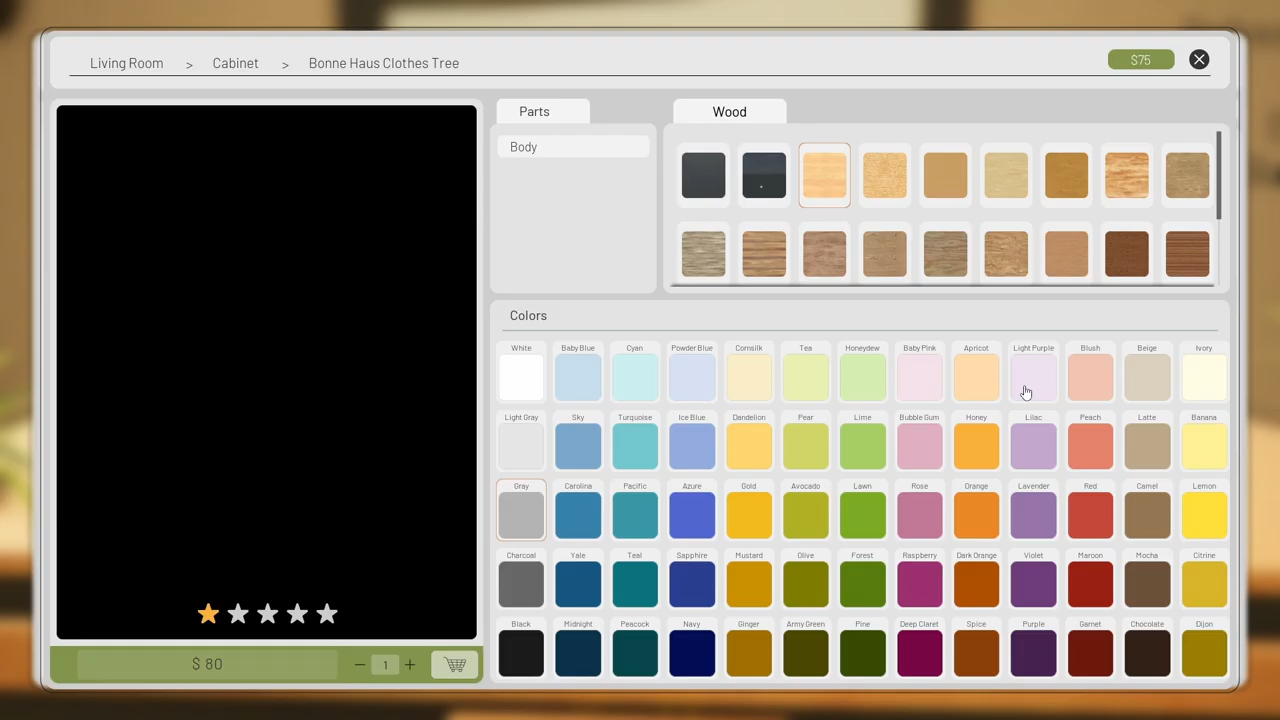 Living Room > Cabinet > Bonne Haus Clothes Tree
$75
Parts
Wood
Body
Colors
White Baby Blue Cyan Powder Blue Cornsilk Tea Honeydew Baby Pink Apricot Light Purple Blush Beige Ivory
Light Gray Sky Turquoise Ice Blue Dandelion Pear Lime Bubble Gum Honey Lilac Peach Latte Banana
Gray Carolina Pacific Azure Gold Avocado Lawn Rose Orange Lavender Red Camel Lemon
Charcoal Yale Teal Sapphire Mustard Olive Forest Raspberry Dark Orange Violet Maroon Mocha Citrine
Black Midnight Peacock Navy Ginger Army Green Pine Deep Claret Spice Purple Garnet Chocolate Dijon
$ 80
− 1 +